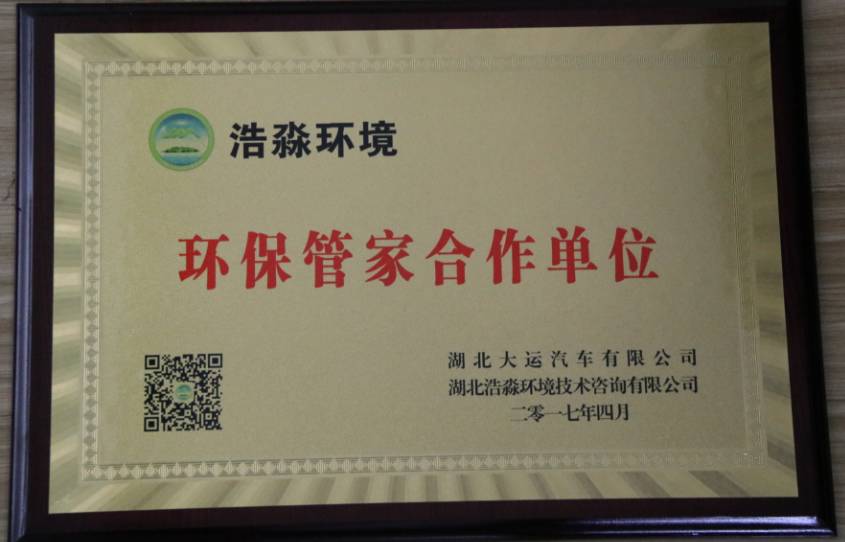 浩淼环境
环保管家合作单位
湖北大运汽车有限公司
湖北浩淼环境技术咨询有限公司
二零一七年四月